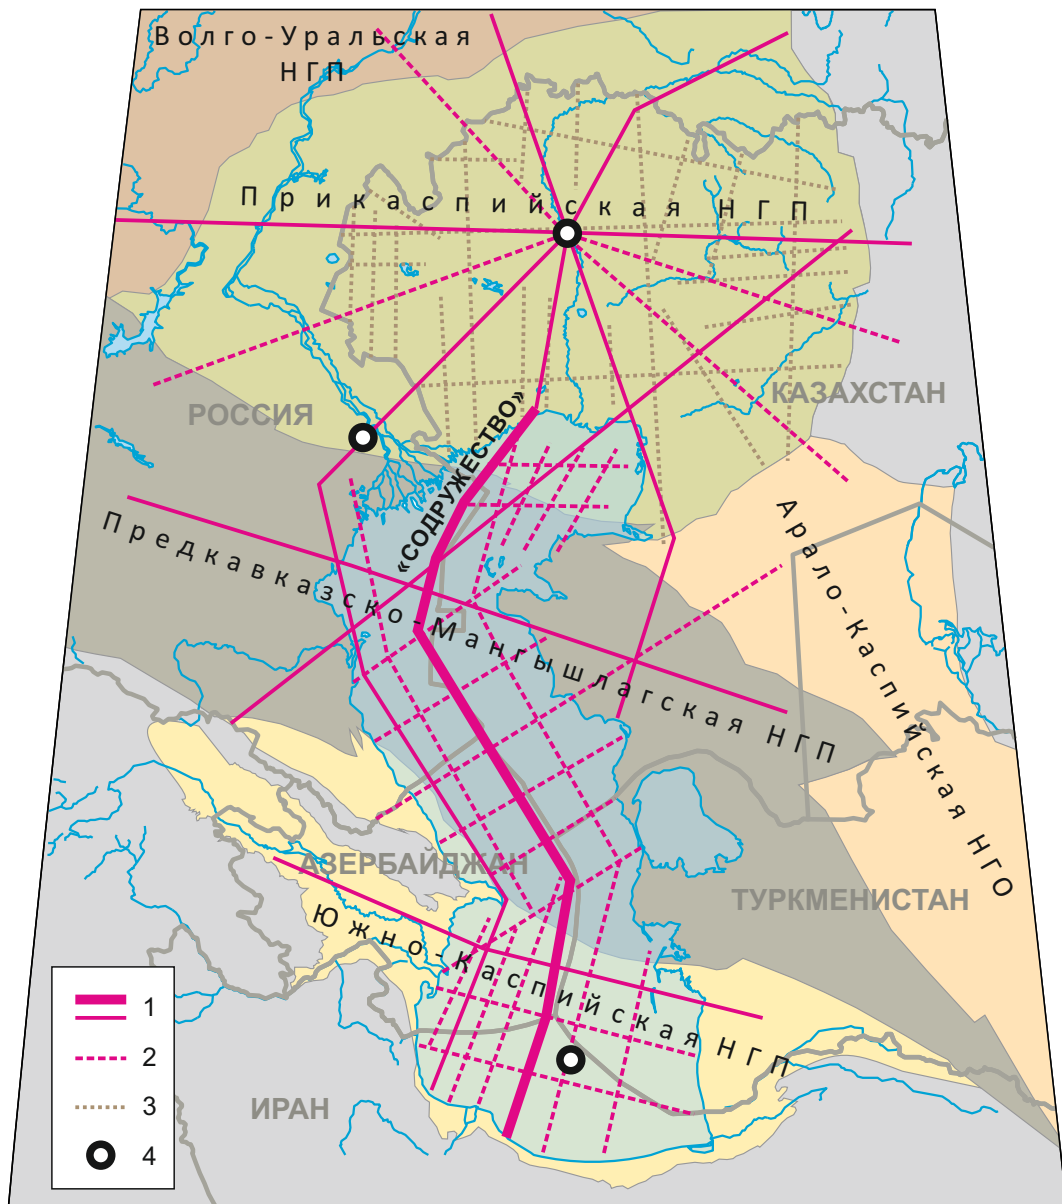 Волго-Уральская
НГП
Прикаспийская НГП
КАЗАХСТАН
РОССИЯ
«СОДРУЖЕСТВО»
Предкавказско-Мангышлагская НГП
Арало-Каспийская НГО
АЗЕРБАЙДЖАН
ТУРКМЕНИСТАН
Южно-Каспийская НГП
ИРАН
1
2
3
4